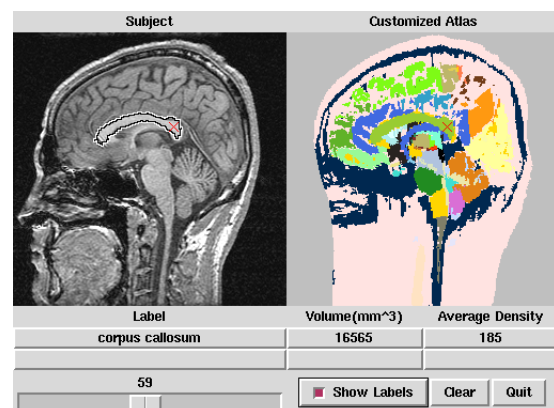 Subject Customized Atlas
Label Volume(mm^3) Average Density
corpus callosum 16565 185
59
Show Labels Clear Quit